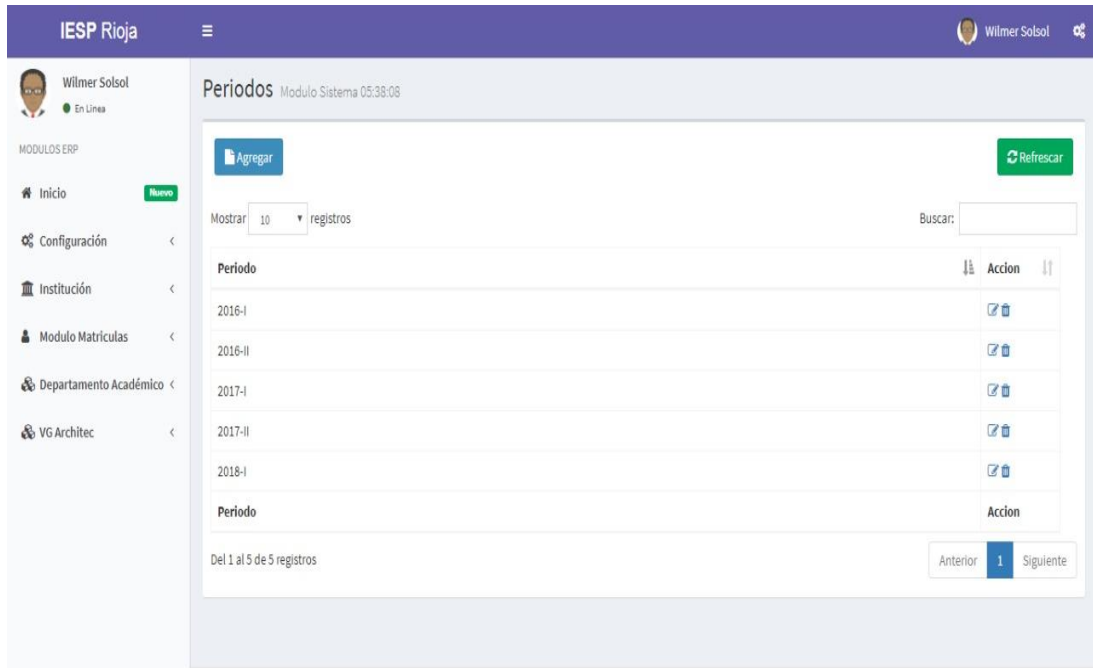 IESP Rioja
Wilmer Solsol
Wilmer Solsol
En Linea
MODULOS ERP
Inicio Nuevo
Configuración
Institución
Modulo Matriculas
Departamento Académico
VG Architec
Periodos Modulo Sistema 05:38:08
Agregar
Refrescar
Mostrar 10 registros
Buscar:
Periodo Accion
2016-I
2016-II
2017-I
2017-II
2018-I
Periodo Accion
Del 1 al 5 de 5 registros
Anterior 1 Siguiente